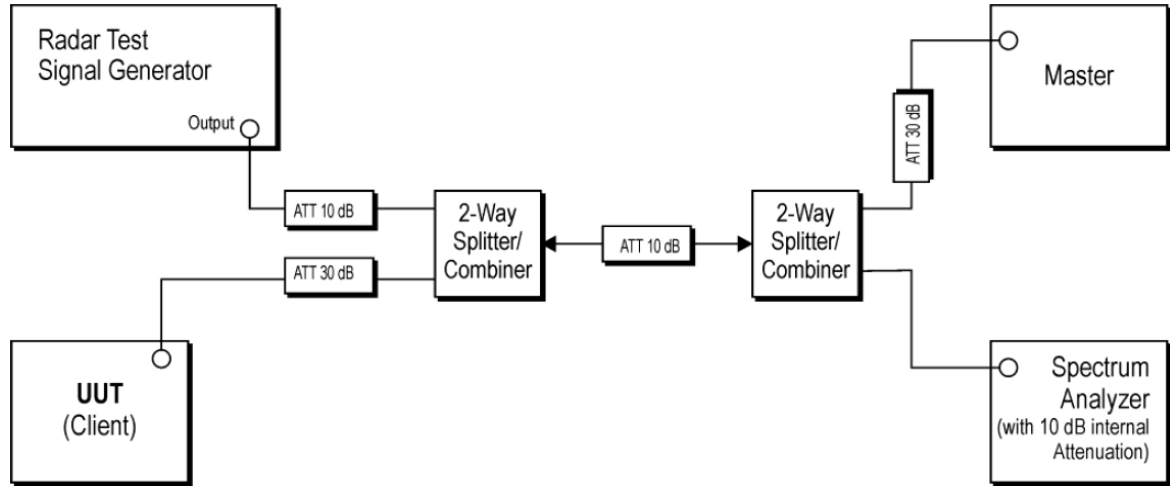 Radar Test
Signal Generator
Output
ATT 10 dB
ATT 30 dB
UUT
(Client)
2-Way
Splitter/
Combiner
ATT 10 dB
2-Way
Splitter/
Combiner
ATT 30 dB
Master
Spectrum
Analyzer
(with 10 dB internal
Attenuation)